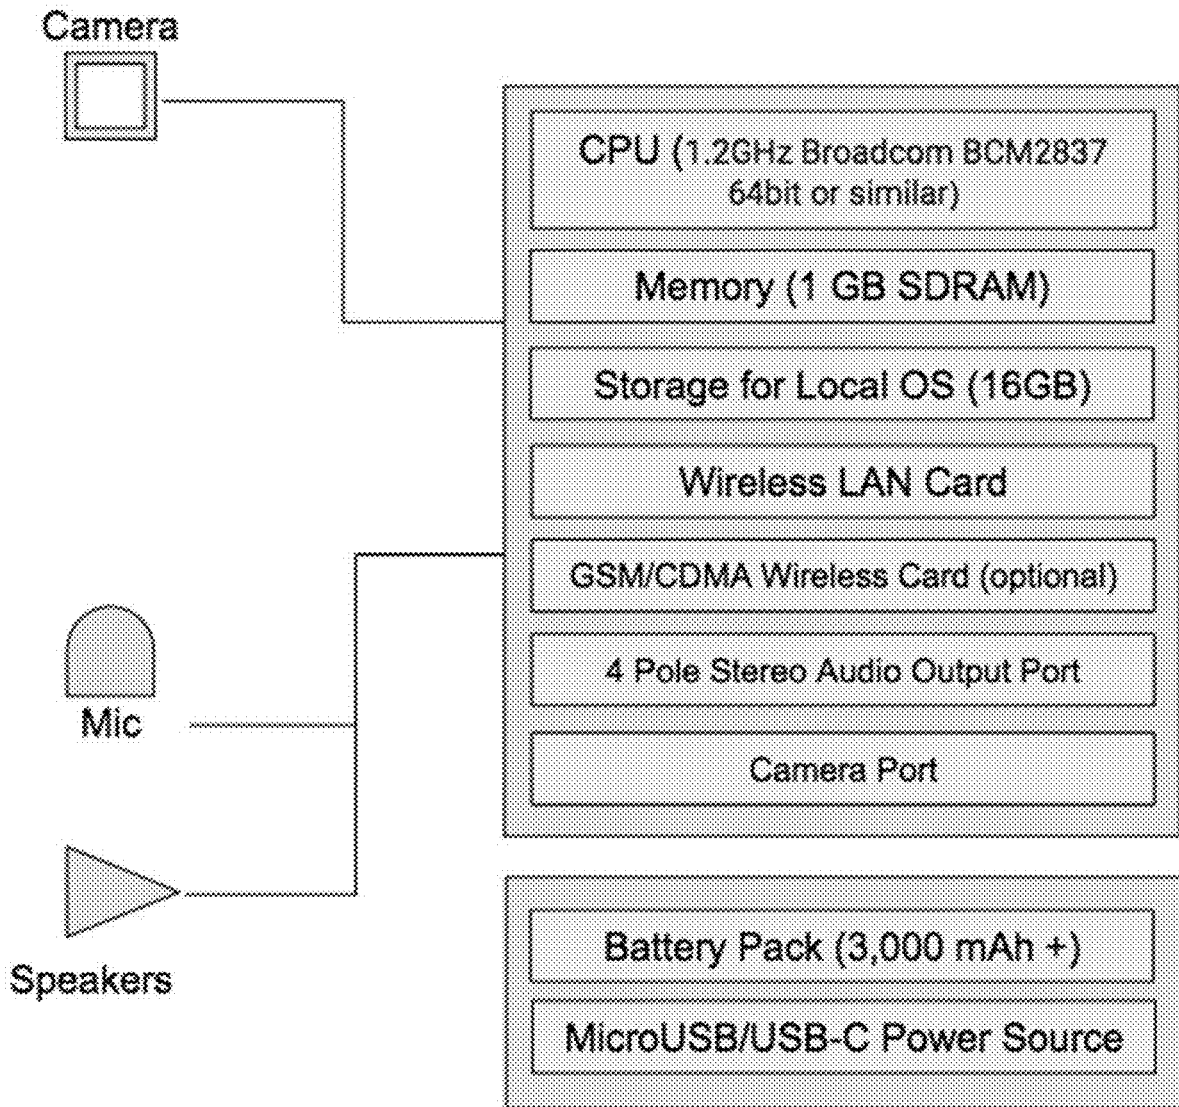 Camera
CPU (1.2GHz Broadcom BCM2837
64bit or similar)
Memory (1 GB SDRAM)
Storage for Local OS (16GB)
Wireless LAN Card
GSM/CDMA Wireless Card (optional)
4 Pole Stereo Audio Output Port
Mic
Camera Port
Battery Pack (3,000 mAh +)
Speakers
MicroUSB/USB-C Power Source